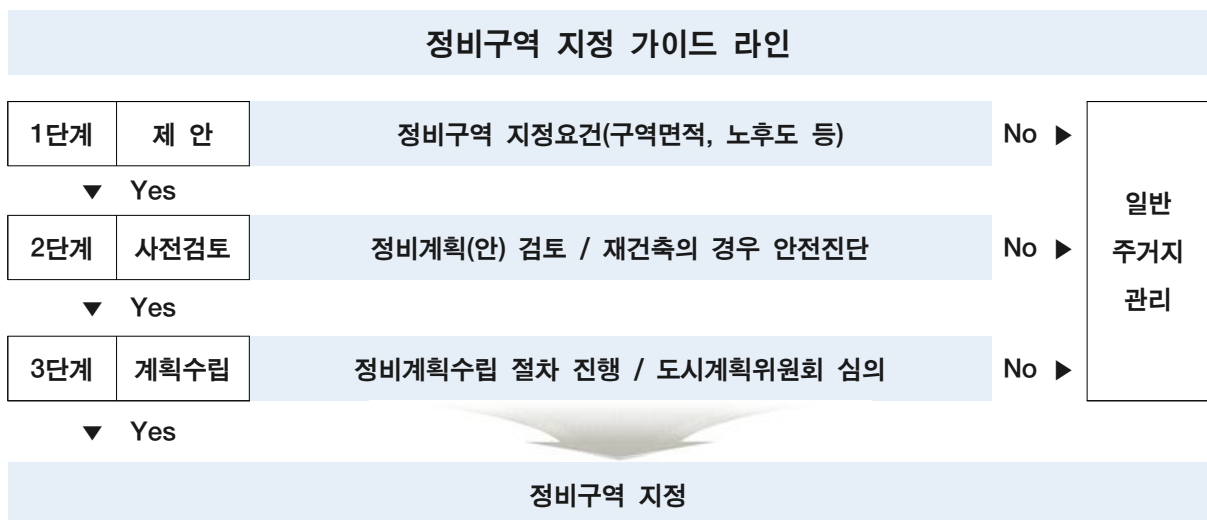 정비구역 지정 가이드 라인
1단계 제 안 정비구역 지정요건(구역면적, 노후도 등) No ▶
▼ Yes
2단계 사전검토 정비계획(안) 검토 / 재건축의 경우 안전진단 No ▶
▼ Yes
3단계 계획수립 정비계획수립 절차 진행 / 도시계획위원회 심의 No ▶
▼ Yes
일반
주거지
관리
정비구역 지정